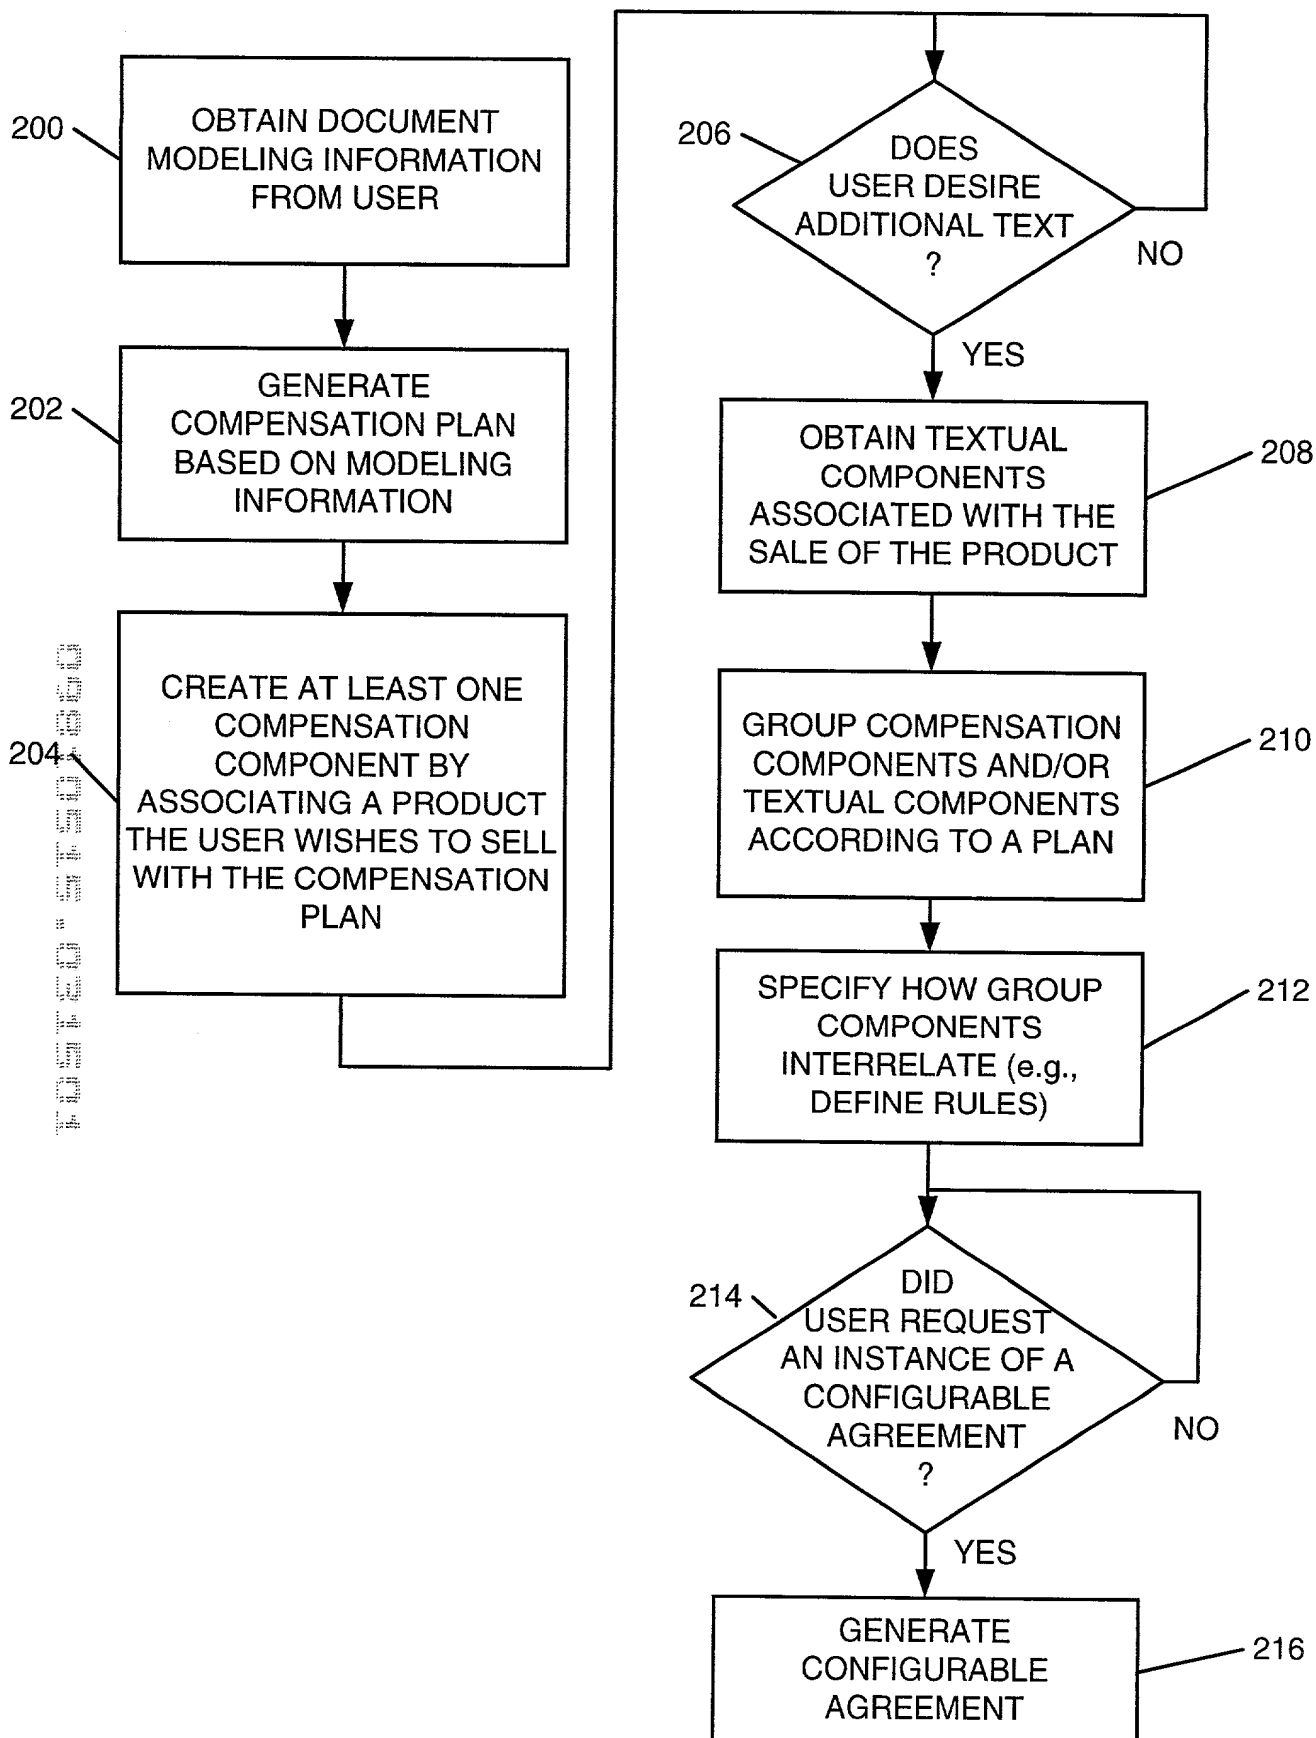 200
OBTAIN DOCUMENT
MODELING INFORMATION
FROM USER
202
GENERATE
COMPENSATION PLAN
BASED ON MODELING
INFORMATION
204
CREATE AT LEAST ONE
COMPENSATION
COMPONENT BY
ASSOCIATING A PRODUCT
THE USER WISHES TO SELL
WITH THE COMPENSATION
PLAN
206
DOES
USER DESIRE
ADDITIONAL TEXT
?
NO
YES
OBTAIN TEXTUAL
COMPONENTS
ASSOCIATED WITH THE
SALE OF THE PRODUCT
208
GROUP COMPENSATION
COMPONENTS AND/OR
TEXTUAL COMPONENTS
ACCORDING TO A PLAN
210
SPECIFY HOW GROUP
COMPONENTS
INTERRELATE (e.g.,
DEFINE RULES)
212
214
DID
USER REQUEST
AN INSTANCE OF A
CONFIGURABLE
AGREEMENT
?
NO
YES
GENERATE
CONFIGURABLE
AGREEMENT
216